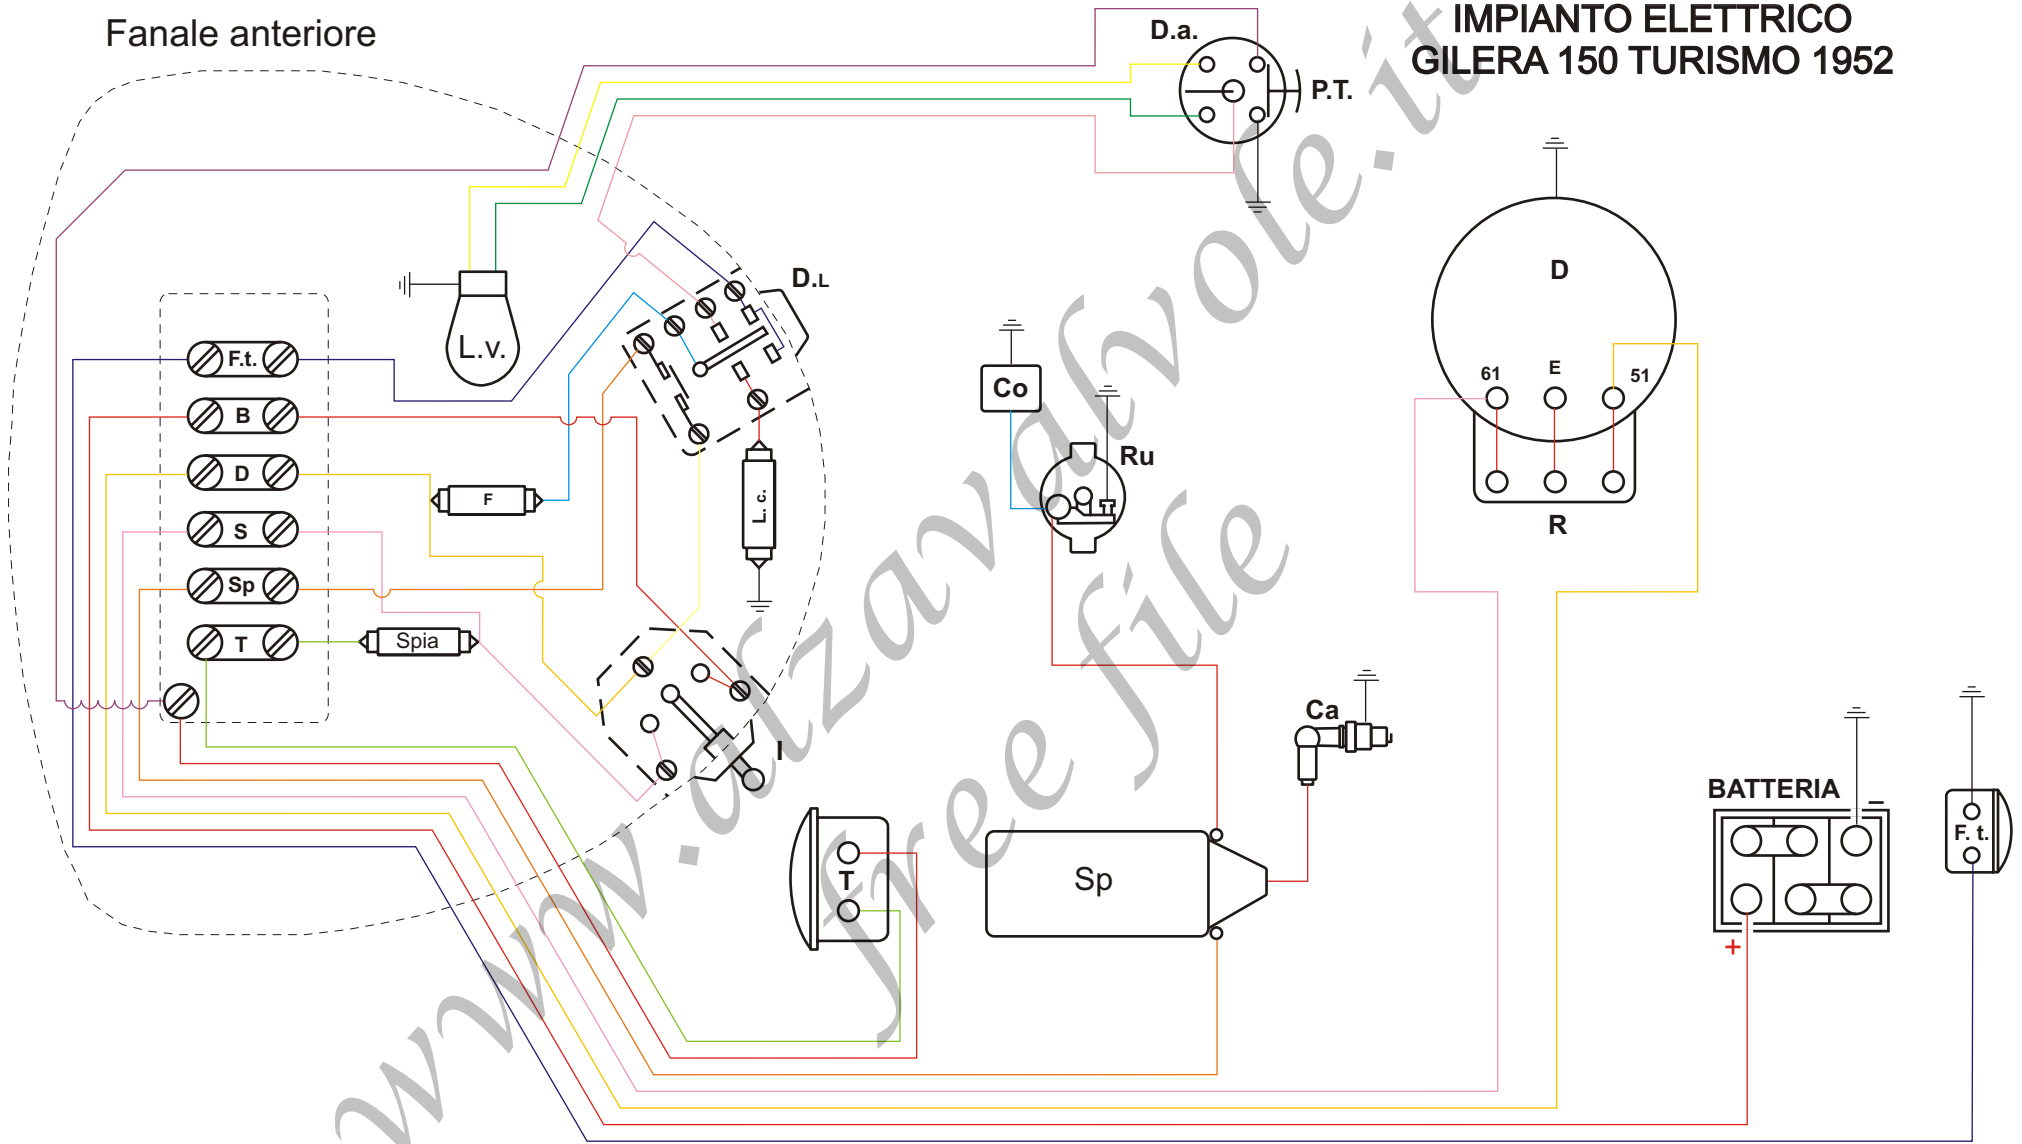 Fanale anteriore
IMPIANTO ELETTRICO
GILERA 150 TURISMO 1952
D.a.
P.T.
D.L
L.v.
F.t.
B
D
S
Sp
T
F
Spia
L. c.
I
Co
Ru
D
61
E
51
R
Ca
T
Sp
BATTERIA
-
+
F. t.
www.alzavalvole.it
free file